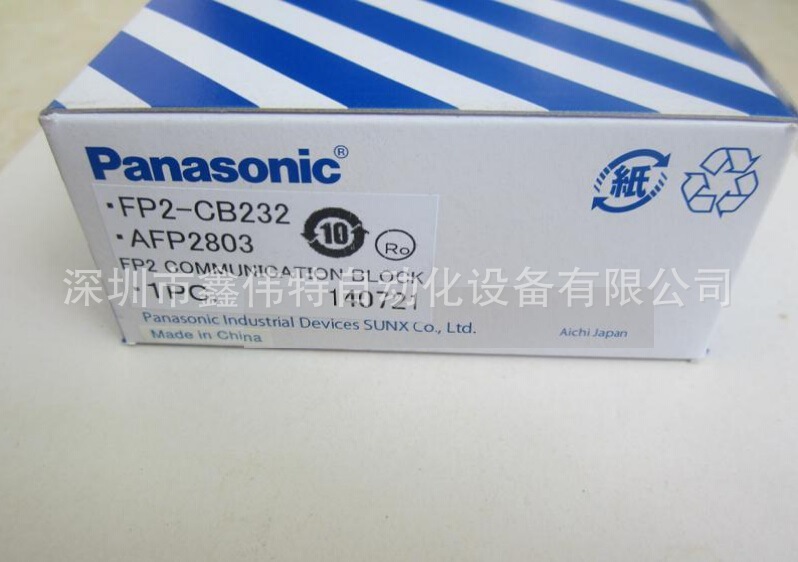 Panasonic®
紙
·FP2-CB232
10
·AFP2803
Ro
FP2 COMMUNICATION BLOCK
深圳市鑫伟特自动化设备有限公司
·1PC 140721
Panasonic Industrial Devices SUNX Co., Ltd.
Aichi Japan
Made in China